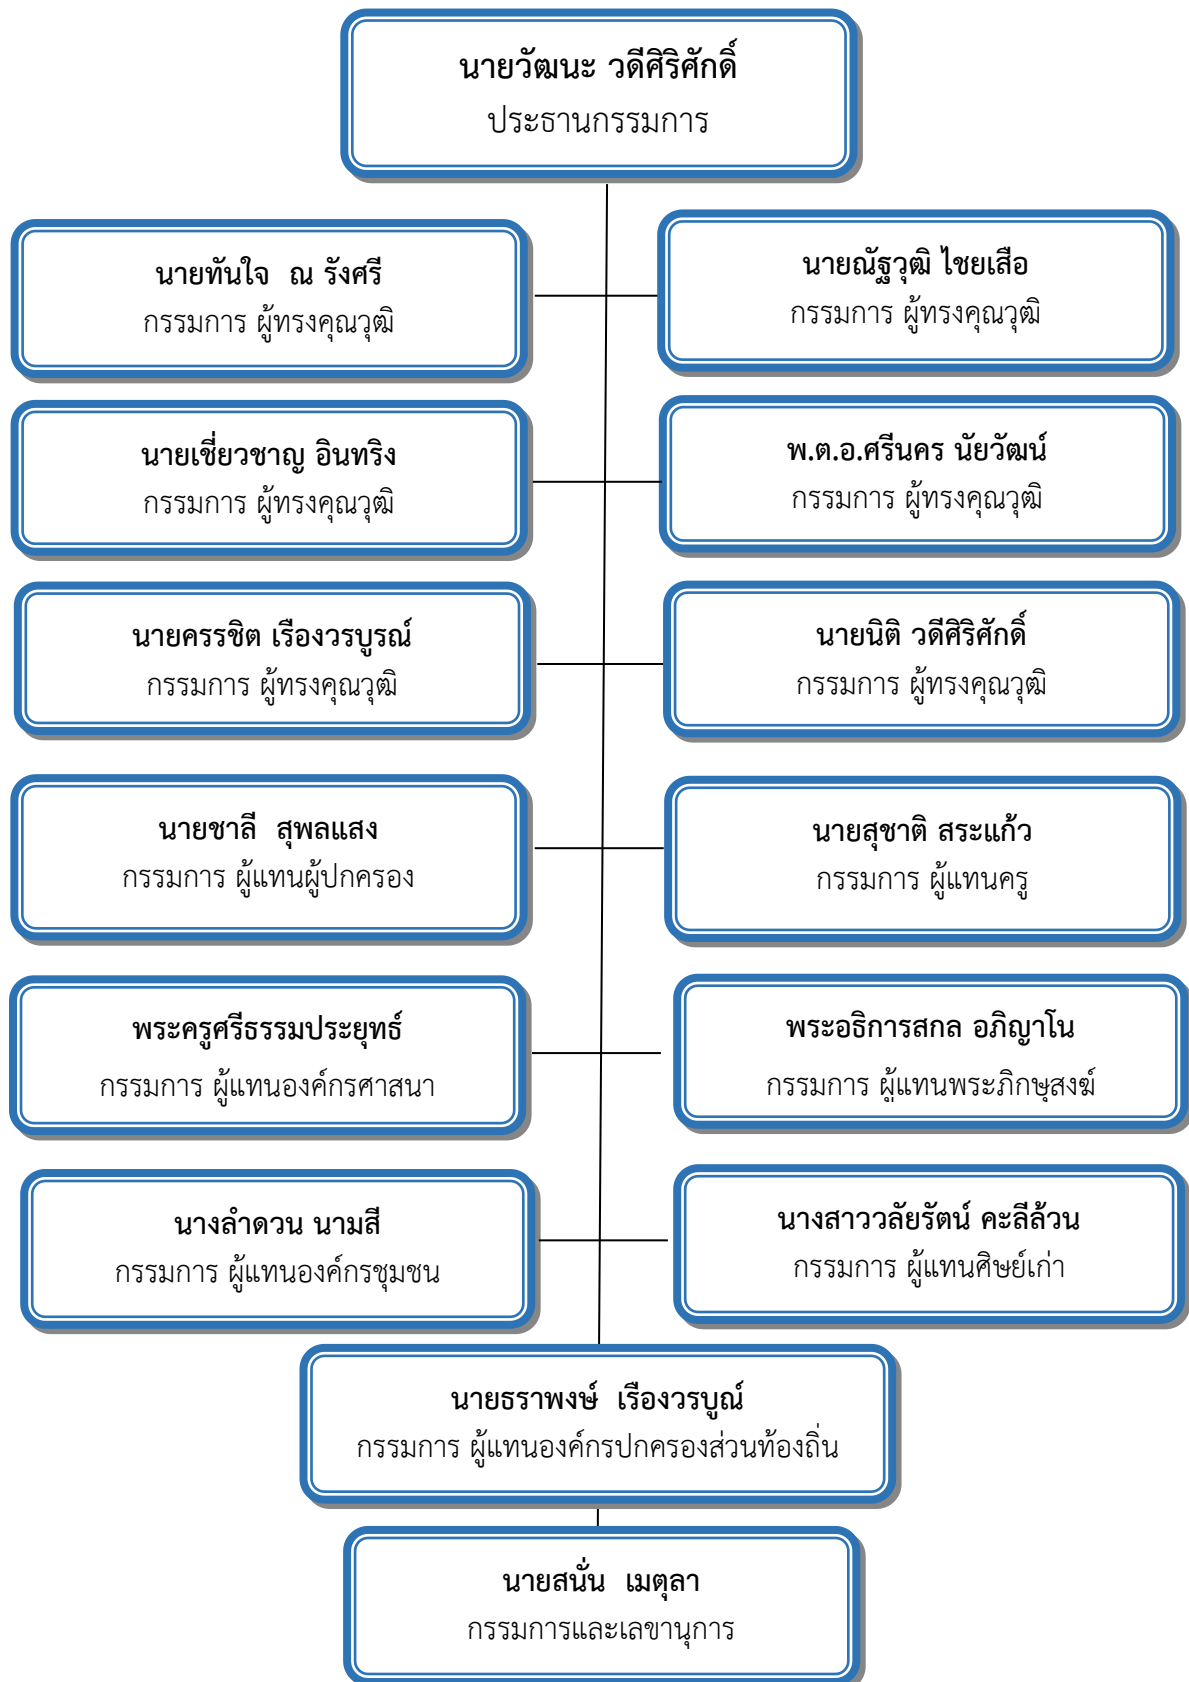 นายวัฒนะ วดีศิริศักดิ์
ประธานกรรมการ
นายทันใจ ณ รังศรี
กรรมการ ผู้ทรงคุณวุฒิ
นายณัฐวุฒิ ไชยเสือ
กรรมการ ผู้ทรงคุณวุฒิ
นายเชี่ยวชาญ อินทริง
กรรมการ ผู้ทรงคุณวุฒิ
พ.ต.อ.ศรีนคร นัยวัฒน์
กรรมการ ผู้ทรงคุณวุฒิ
นายครรชิต เรืองวรบูรณ์
กรรมการ ผู้ทรงคุณวุฒิ
นายนิติ วดีศิริศักดิ์
กรรมการ ผู้ทรงคุณวุฒิ
นายชาลี สุพลแสง
กรรมการ ผู้แทนผู้ปกครอง
นายสุชาติ สระแก้ว
กรรมการ ผู้แทนครู
พระครูศรีธรรมประยุทธ์
กรรมการ ผู้แทนองค์กรศาสนา
พระอธิการสกล อภิญาโน
กรรมการ ผู้แทนพระภิกษุสงฆ์
นางลำดวน นามสี
กรรมการ ผู้แทนองค์กรชุมชน
นางสาววลัยรัตน์ คะลีล้วน
กรรมการ ผู้แทนศิษย์เก่า
นายธราพงษ์ เรืองวรบูณ์
กรรมการ ผู้แทนองค์กรปกครองส่วนท้องถิ่น
นายสนั่น เมตุลา
กรรมการและเลขานุการ